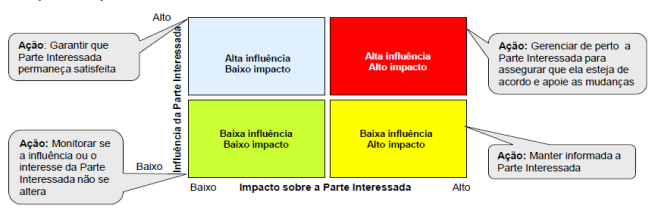 Alto
Ação: Garantir que
Parte Interessada
permaneça satisfeita
Influência da Parte Interessada
Alta influência
Baixo impacto
Alta influência
Alto impacto
Ação: Gerenciar de perto a
Parte Interessada para
assegurar que ela esteja de
acordo e apoie as mudanças
Ação: Monitorar se
a influência ou o
interesse da Parte
Interessada não se
altera
Baixa influência
Baixo impacto
Baixa influência
Alto impacto
Ação: Manter informada a
Parte Interessada
Baixo
Baixo
Impacto sobre a Parte Interessada
Alto